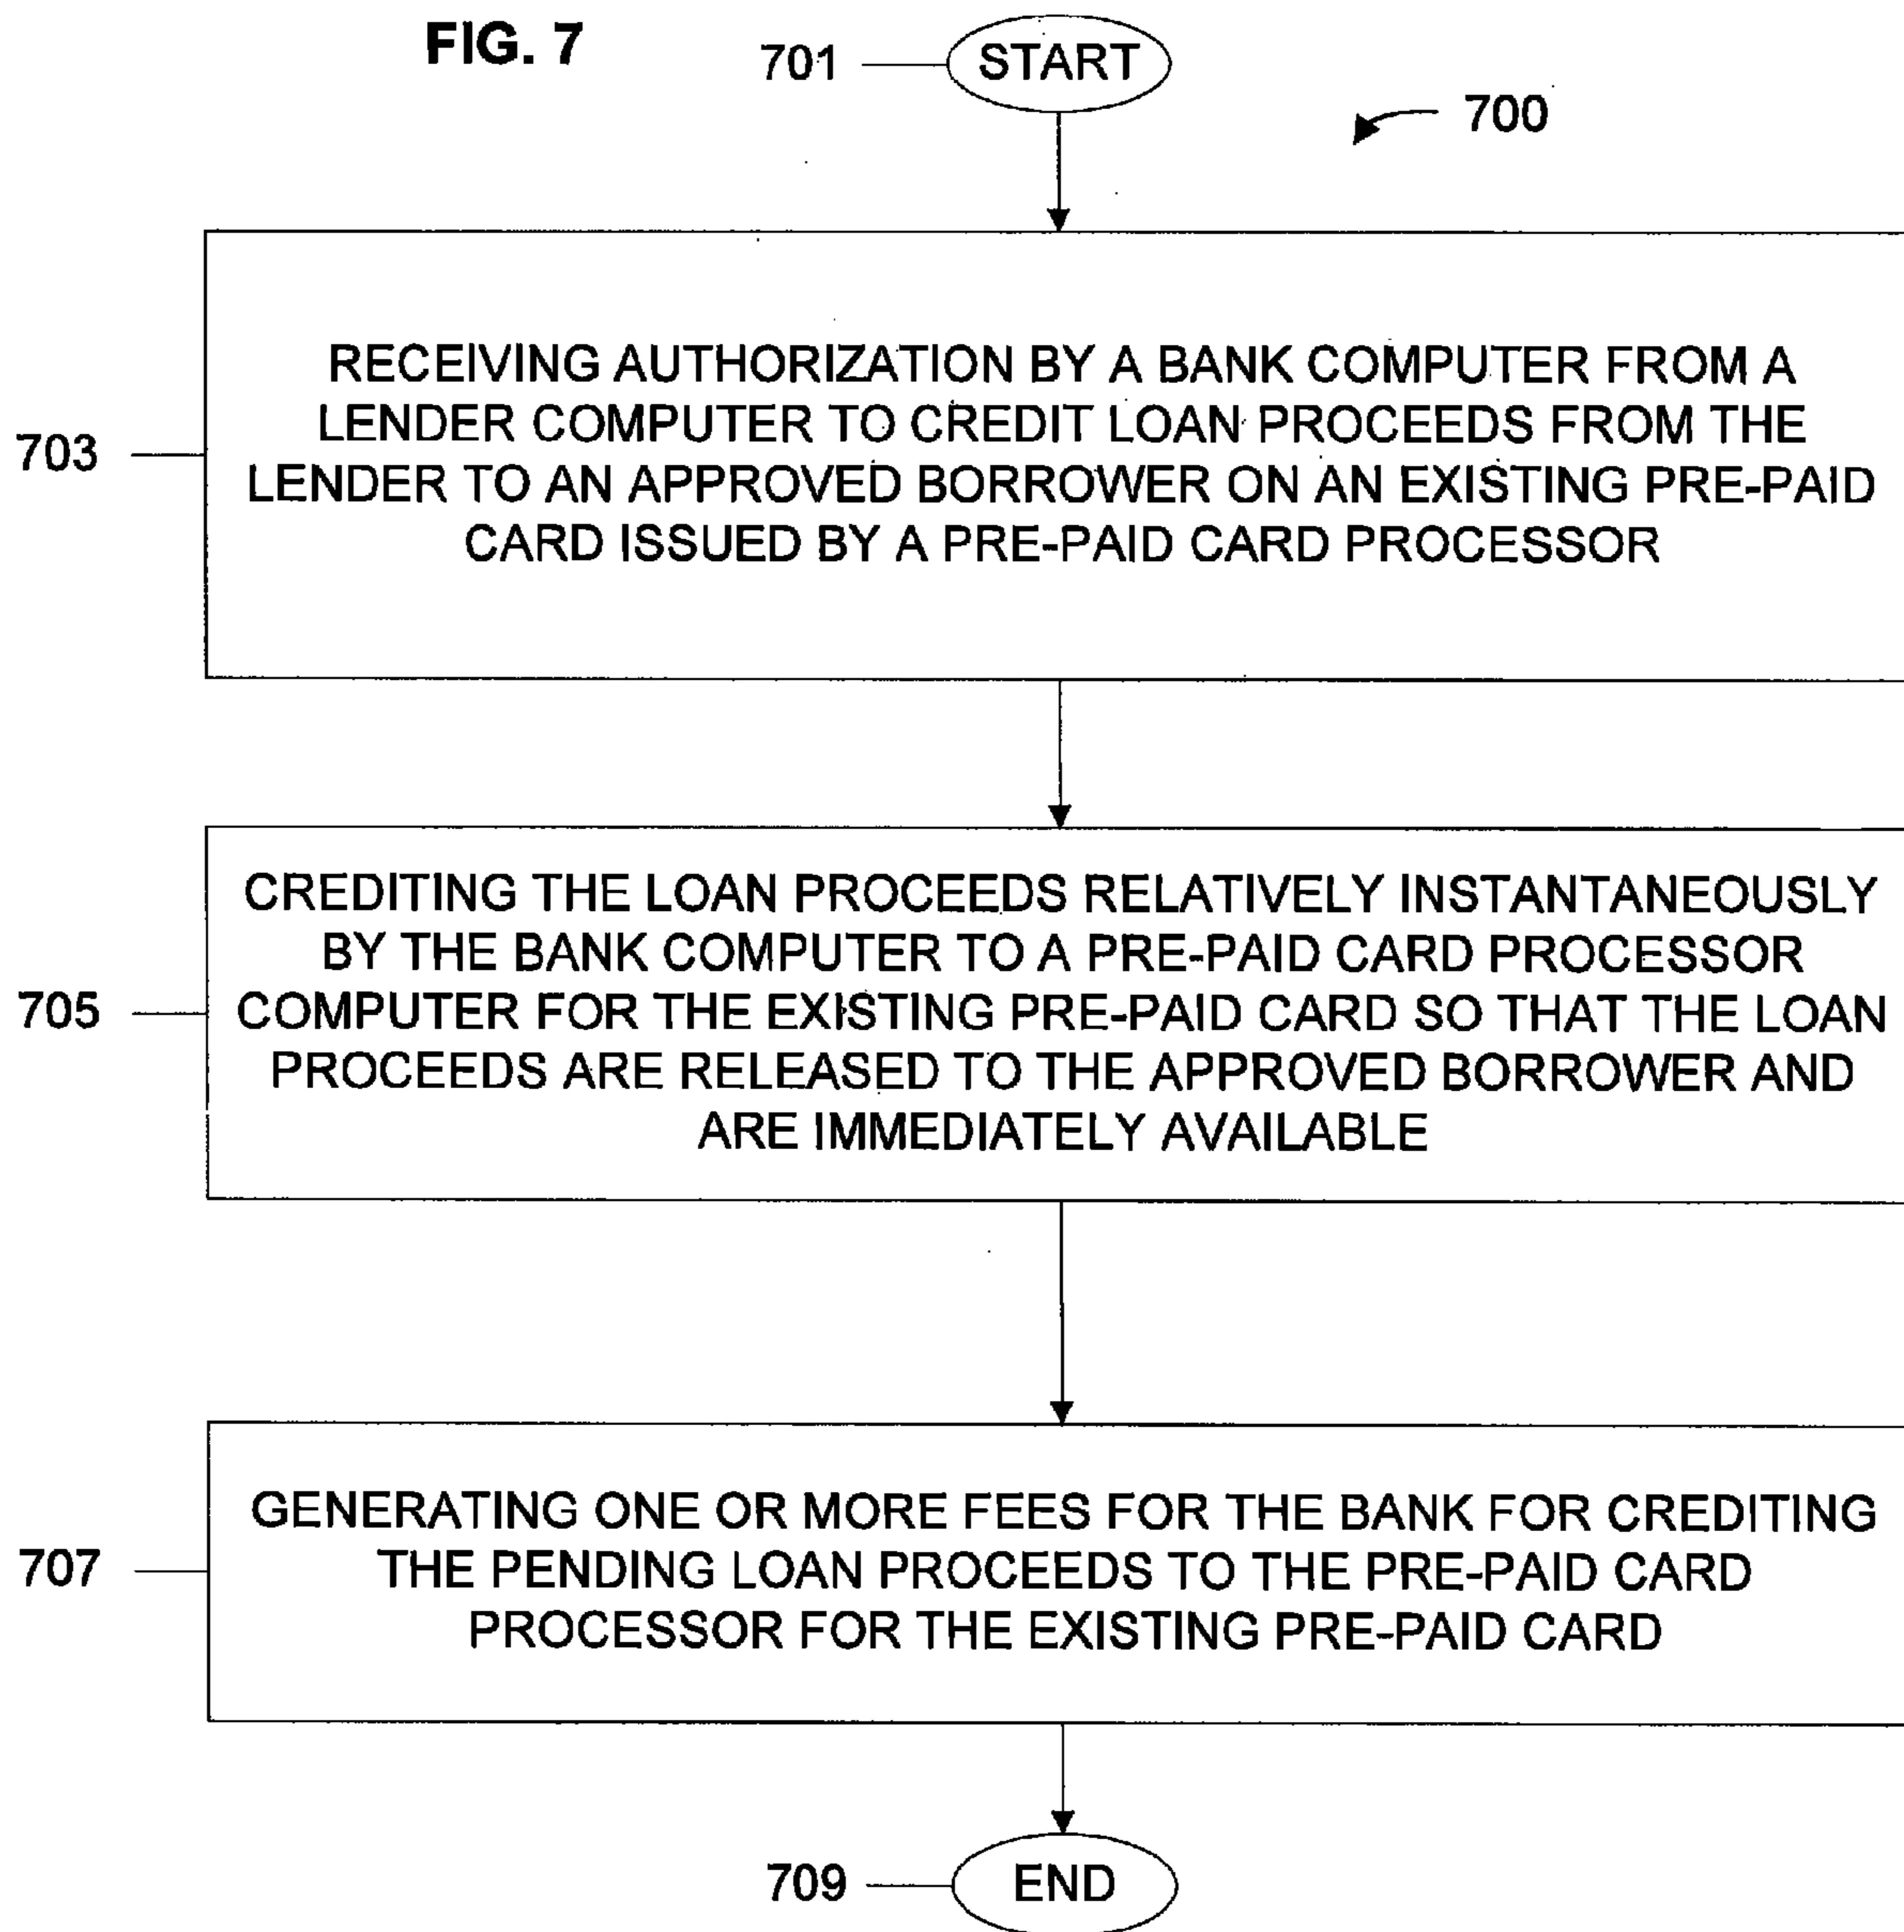 FIG. 7
701
START
700
703
RECEIVING AUTHORIZATION BY A BANK COMPUTER FROM A
LENDER COMPUTER TO CREDIT LOAN PROCEEDS FROM THE
LENDER TO AN APPROVED BORROWER ON AN EXISTING PRE-PAID
CARD ISSUED BY A PRE-PAID CARD PROCESSOR
705
CREDITING THE LOAN PROCEEDS RELATIVELY INSTANTANEOUSLY
BY THE BANK COMPUTER TO A PRE-PAID CARD PROCESSOR
COMPUTER FOR THE EXISTING PRE-PAID CARD SO THAT THE LOAN
PROCEEDS ARE RELEASED TO THE APPROVED BORROWER AND
ARE IMMEDIATELY AVAILABLE
707
GENERATING ONE OR MORE FEES FOR THE BANK FOR CREDITING
THE PENDING LOAN PROCEEDS TO THE PRE-PAID CARD
PROCESSOR FOR THE EXISTING PRE-PAID CARD
709
END